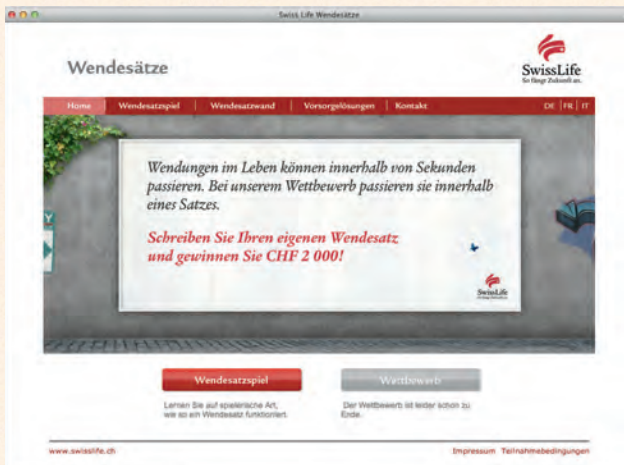 Swiss Life Wendesätze
Wendesätze
SwissLife
So fängt Zukunft an.
Home Wendesatzspiel Wendesatzwand Vorsorgelösungen Kontakt DE | FR | IT
Wendungen im Leben können innerhalb von Sekunden
passieren. Bei unserem Wettbewerb passieren sie innerhalb
eines Satzes.
Schreiben Sie Ihren eigenen Wendesatz
und gewinnen Sie CHF 2 000!
Y
SwissLife
Wendesatzspiel Wettbewerb
Lernen Sie auf spielerische Art,
wie so ein Wendesatz funktioniert.
Der Wettbewerb ist leider schon zu
Ende.
www.swisslife.ch Impressum Teilnahmebedingungen